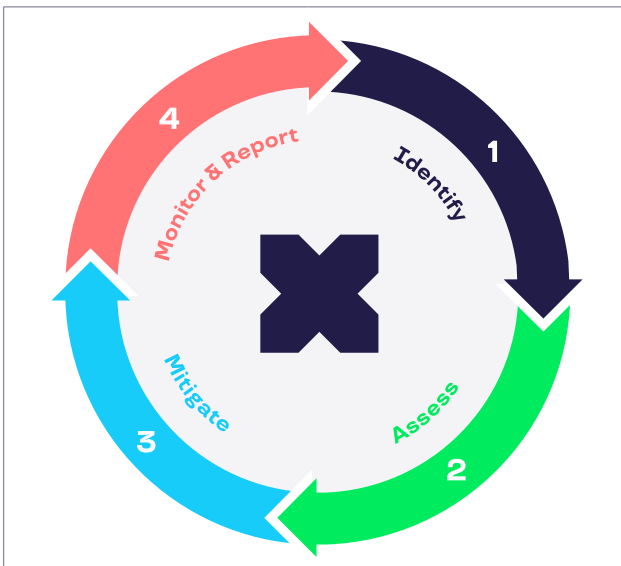 1
Identify
2
Assess
3
Mitigate
4
Monitor & Report